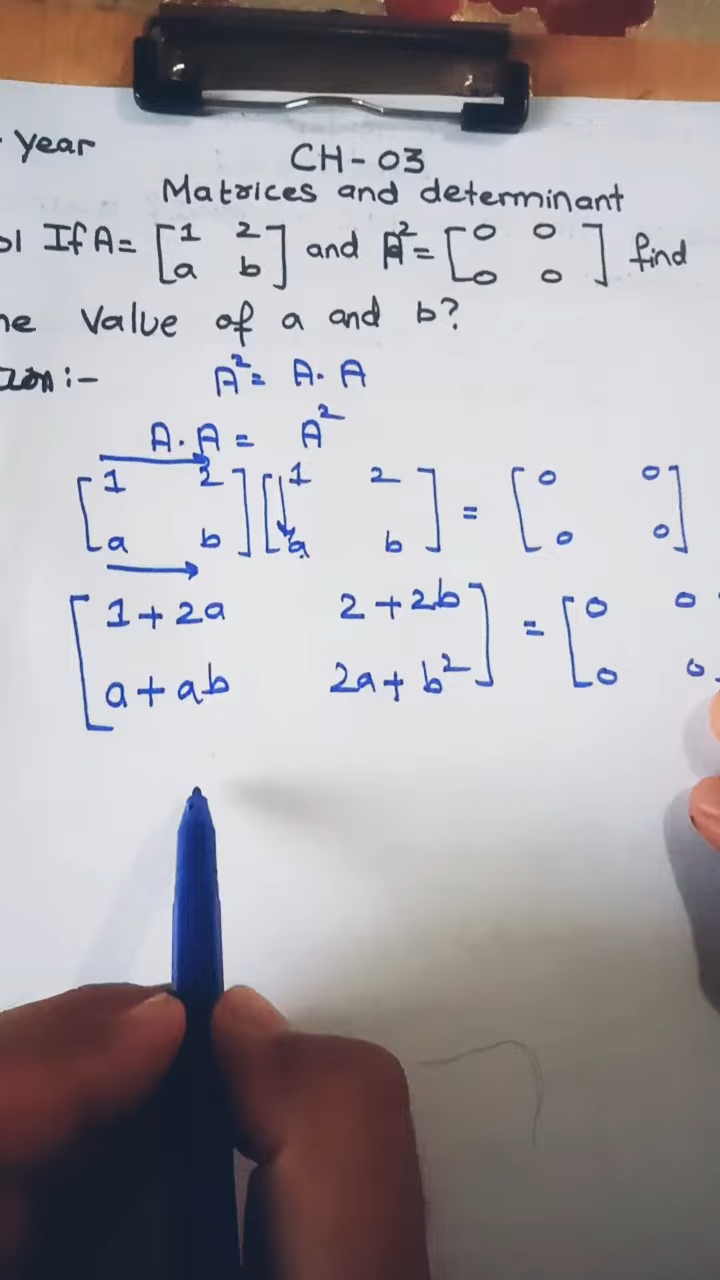 year
CH-03
Matrices and determinant
If A= [1 2 a b] and A²= [0 0 0 0] find
Value of a and b?
:-
A²= A. A
A. A = A²
[1 2 a b] [1 2 a b] = [0 0 0 0]
[1+2a 2+2b a+ab 2a+b²] = [0 0 0 0]